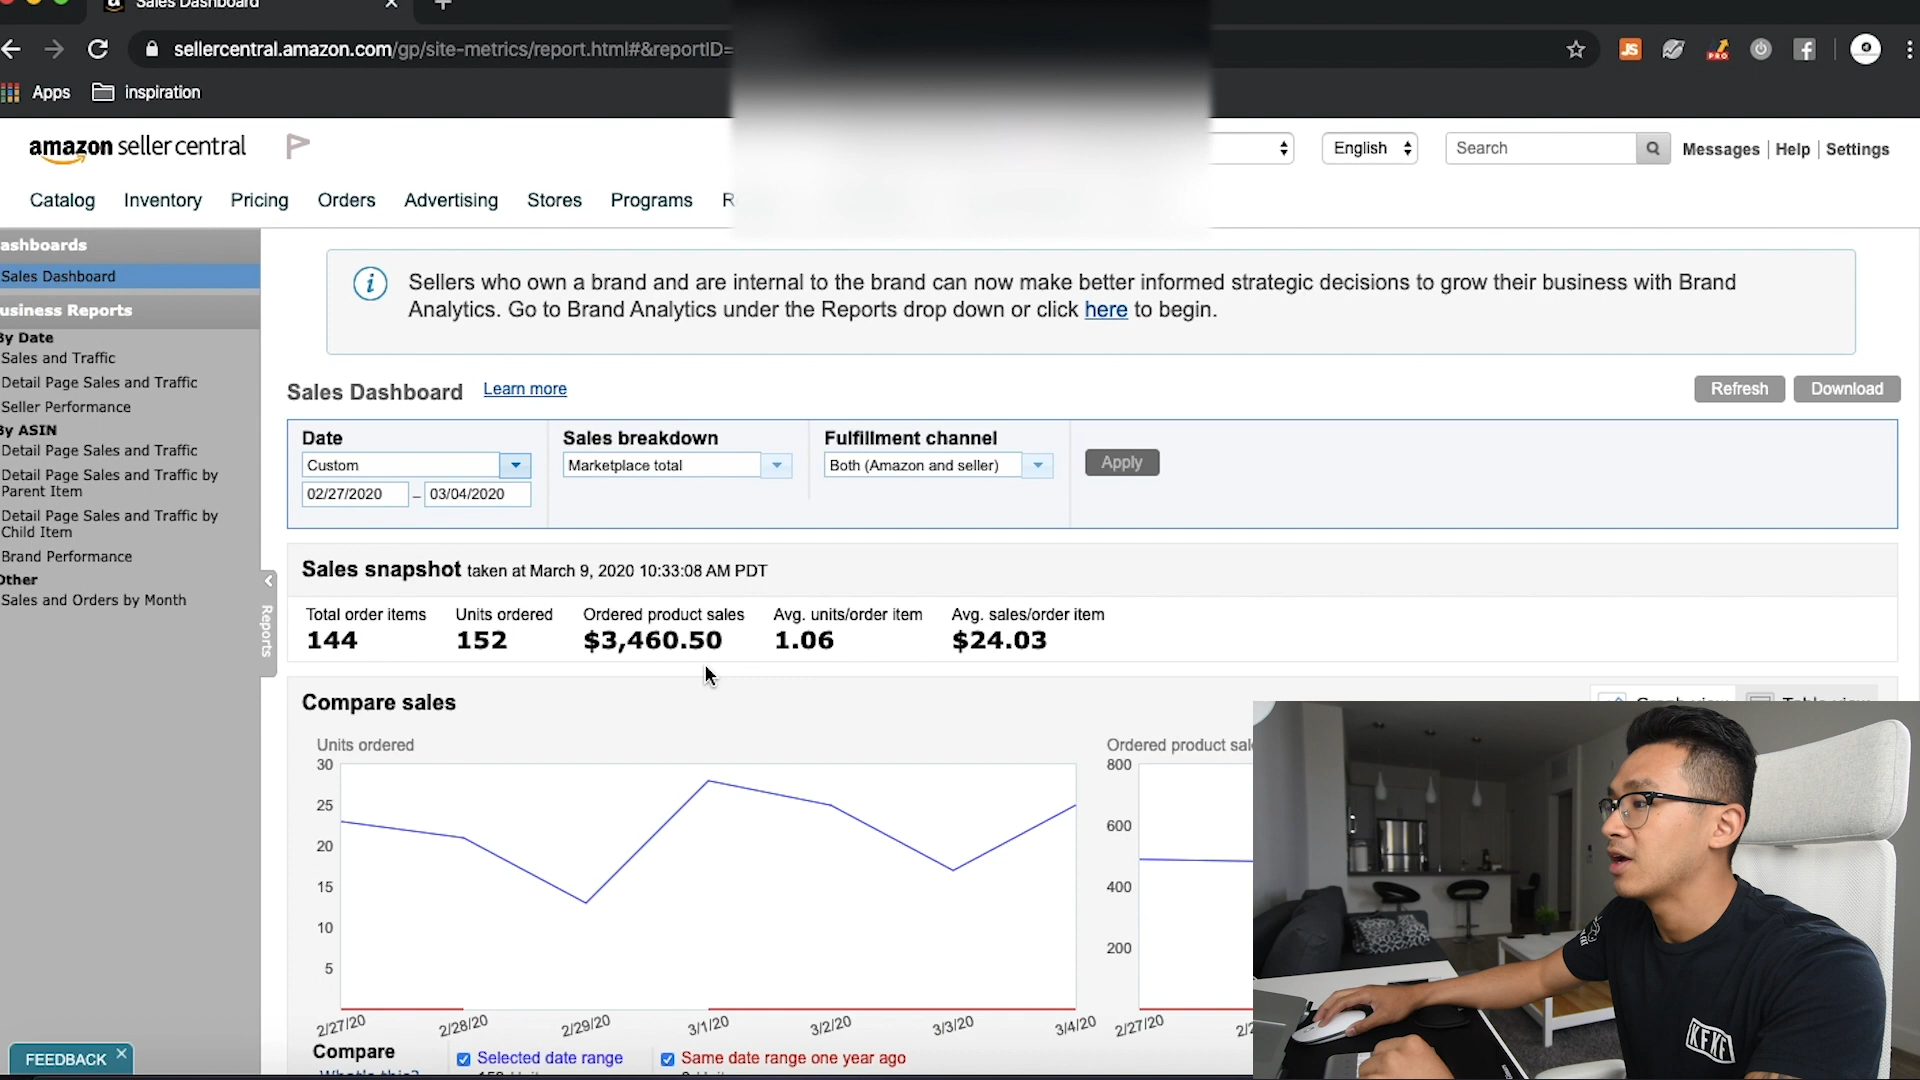 Sales Dashboard
sellercentral.amazon.com/gp/site-metrics/report.html#&reportID=
JS
PRO
Apps
inspiration
amazon seller central
English
Search
Messages
Help
Settings
Catalog
Inventory
Pricing
Orders
Advertising
Stores
Programs
R
ashboards
Sales Dashboard
usiness Reports
By Date
Sales and Traffic
Detail Page Sales and Traffic
Seller Performance
By ASIN
Detail Page Sales and Traffic
Detail Page Sales and Traffic by
Parent Item
Detail Page Sales and Traffic by
Child Item
Brand Performance
Other
Sales and Orders by Month
Reports
Sellers who own a brand and are internal to the brand can now make better informed strategic decisions to grow their business with Brand
Analytics. Go to Brand Analytics under the Reports drop down or click here to begin.
Sales Dashboard
Learn more
Refresh
Download
Date
Custom
02/27/2020 – 03/04/2020
Sales breakdown
Marketplace total
Fulfillment channel
Both (Amazon and seller)
Apply
Sales snapshot taken at March 9, 2020 10:33:08 AM PDT
Total order items
144
Units ordered
152
Ordered product sales
$3,460.50
Avg. units/order item
1.06
Avg. sales/order item
$24.03
Compare sales
Units ordered
30
25
20
15
10
5
2/27/20
2/28/20
2/29/20
3/1/20
3/2/20
3/3/20
3/4/20
Ordered product sal
800
600
400
200
2/27/20
Compare
Selected date range
Same date range one year ago
FEEDBACK
KFKF